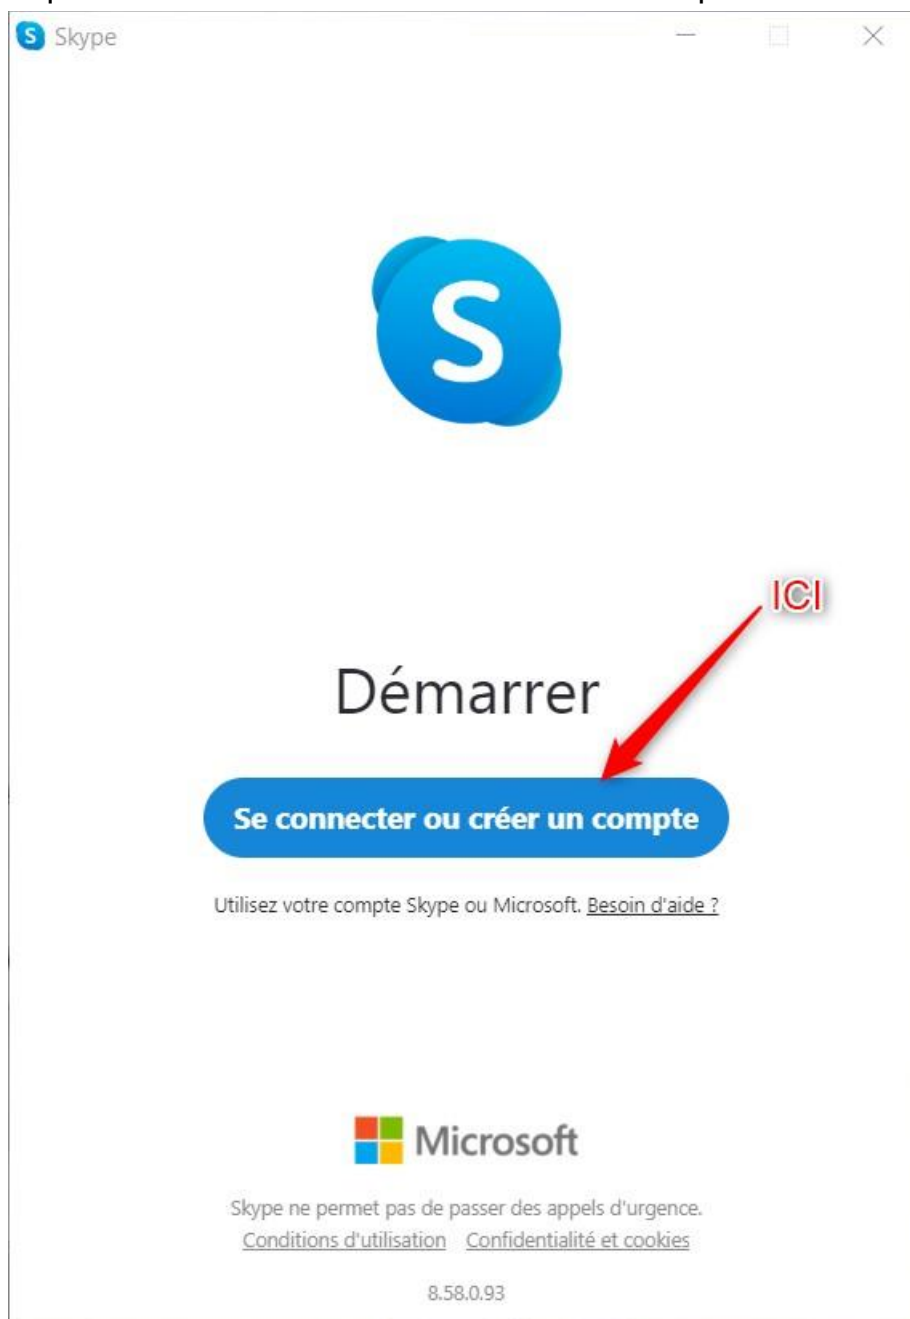 Skype
S
ICI
Démarrer
Se connecter ou créer un compte
Utilisez votre compte Skype ou Microsoft. Besoin d'aide ?
Microsoft
Skype ne permet pas de passer des appels d'urgence.
Conditions d'utilisation Confidentialité et cookies
8.58.0.93